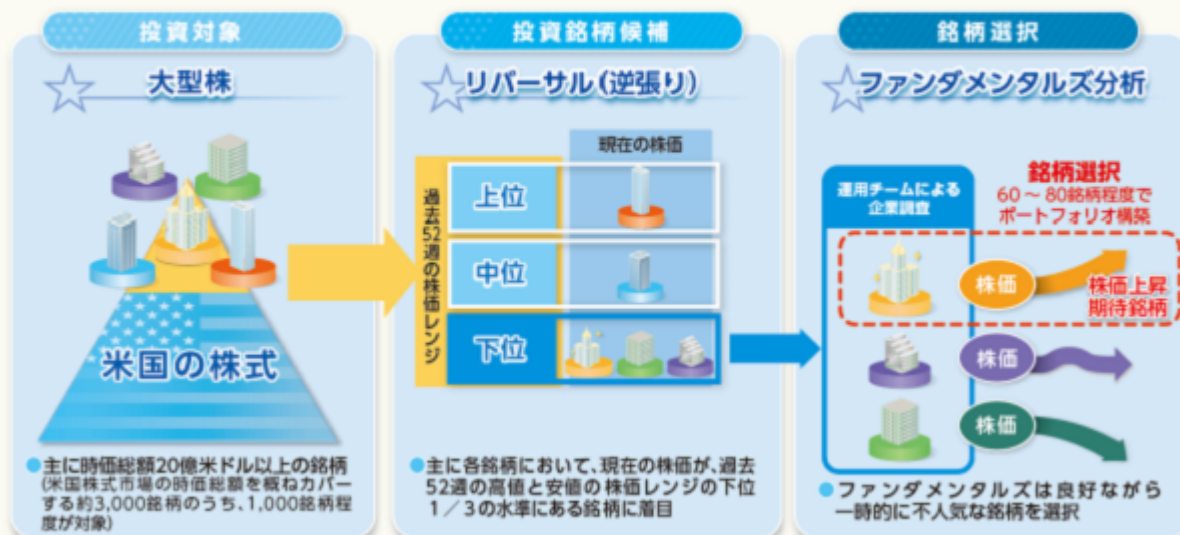 投資対象
大型株
米国の株式
●主に時価総額20億米ドル以上の銘柄
(米国株式市場の時価総額を概ねカバー
する約3,000銘柄のうち、1,000銘柄程
度が対象)
投資銘柄候補
リバーサル(逆張り)
現在の株価
過去52週の株価レンジ
上位
中位
下位
●主に各銘柄において、現在の株価が、過去
52週の高値と安値の株価レンジの下位
1/3の水準にある銘柄に着目
銘柄選択
ファンダメンタルズ分析
運用チームによる
企業調査
銘柄選択
60～80銘柄程度で
ポートフォリオ構築
株価
株価上昇
期待銘柄
株価
株価
●ファンダメンタルズは良好ながら
一時的に不人気な銘柄を選択